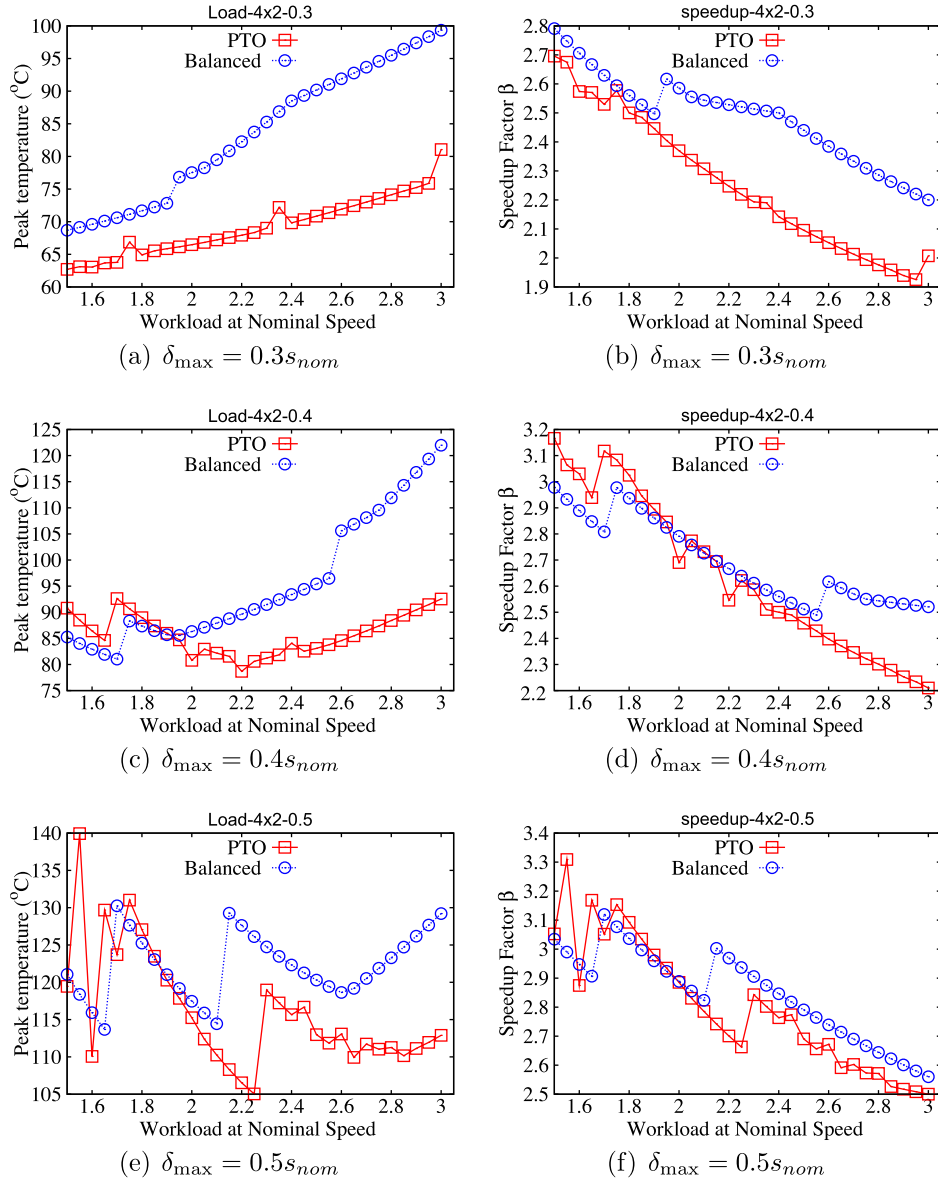 Load-4x2-0.3
PTO
Balanced
Peak temperature (°C)
100
95
90
85
80
75
70
65
60
1.6 1.8 2 2.2 2.4 2.6 2.8 3
Workload at Nominal Speed
(a) δmax = 0.3snom
speedup-4x2-0.3
PTO
Balanced
Speedup Factor β
2.8
2.7
2.6
2.5
2.4
2.3
2.2
2.1
2
1.9
1.6 1.8 2 2.2 2.4 2.6 2.8 3
Workload at Nominal Speed
(b) δmax = 0.3snom
Load-4x2-0.4
PTO
Balanced
Peak temperature (°C)
125
120
115
110
105
100
95
90
85
80
75
1.6 1.8 2 2.2 2.4 2.6 2.8 3
Workload at Nominal Speed
(c) δmax = 0.4snom
speedup-4x2-0.4
PTO
Balanced
Speedup Factor β
3.2
3.1
3
2.9
2.8
2.7
2.6
2.5
2.4
2.3
2.2
1.6 1.8 2 2.2 2.4 2.6 2.8 3
Workload at Nominal Speed
(d) δmax = 0.4snom
Load-4x2-0.5
PTO
Balanced
Peak temperature (°C)
140
135
130
125
120
115
110
105
1.6 1.8 2 2.2 2.4 2.6 2.8 3
Workload at Nominal Speed
(e) δmax = 0.5snom
speedup-4x2-0.5
PTO
Balanced
Speedup Factor β
3.4
3.3
3.2
3.1
3
2.9
2.8
2.7
2.6
2.5
1.6 1.8 2 2.2 2.4 2.6 2.8 3
Workload at Nominal Speed
(f) δmax = 0.5snom